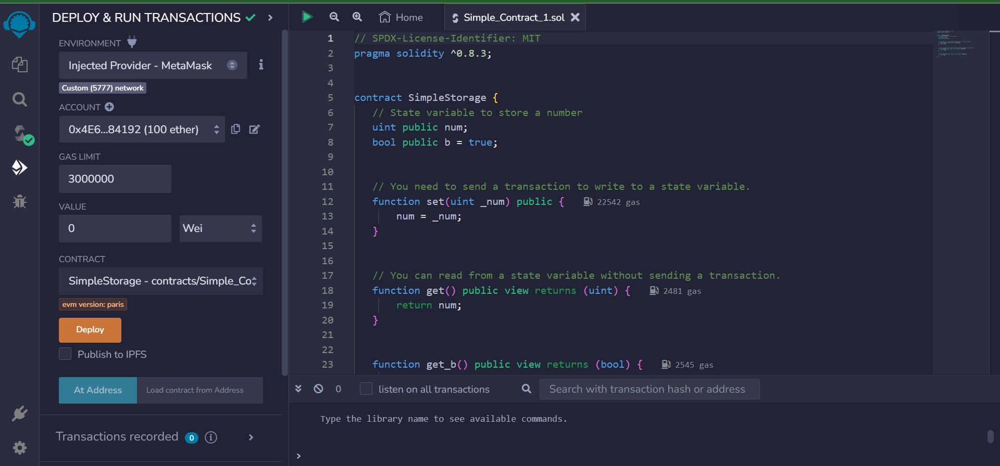 DEPLOY & RUN TRANSACTIONS
ENVIRONMENT
Injected Provider - MetaMask
Custom (5777) network
ACCOUNT
0x4E6...84192 (100 ether)
GAS LIMIT
3000000
VALUE
0 Wei
CONTRACT
SimpleStorage - contracts/Simple_Co
evm version: paris
Deploy
Publish to IPFS
At Address Load contract from Address
Transactions recorded 0
Home Simple_Contract_1.sol
1 // SPDX-License-Identifier: MIT
2 pragma solidity ^0.8.3;
3
4
5 contract SimpleStorage {
6 // State variable to store a number
7 uint public num;
8 bool public b = true;
9
10
11 // You need to send a transaction to write to a state variable.
12 function set(uint _num) public { 22542 gas
13 num = _num;
14 }
15
16
17 // You can read from a state variable without sending a transaction.
18 function get() public view returns (uint) { 2481 gas
19 return num;
20 }
21
22
23 function get_b() public view returns (bool) { 2545 gas
0 listen on all transactions Search with transaction hash or address
Type the library name to see available commands.
>